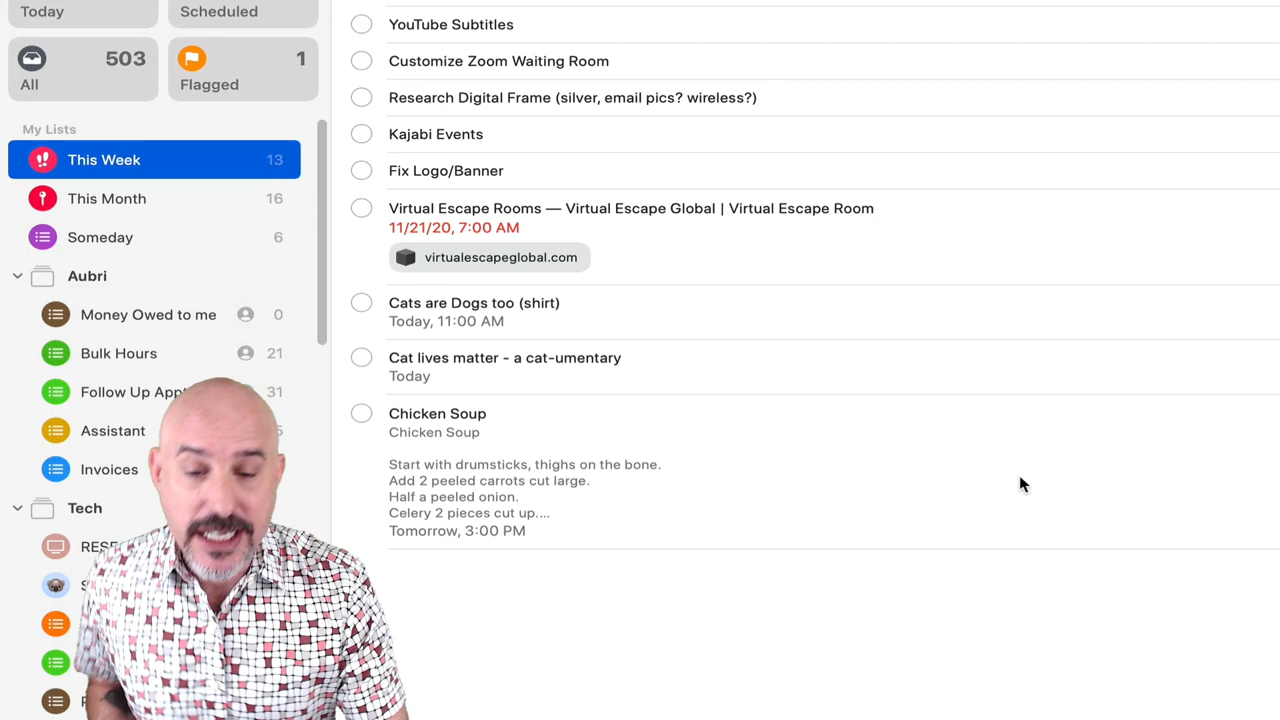 Today
Scheduled
503
All
1
Flagged
My Lists
This Week 13
This Month 16
Someday 6
Aubri
Money Owed to me 0
Bulk Hours 21
Follow Up 31
Assistant
Invoices
Tech
YouTube Subtitles
Customize Zoom Waiting Room
Research Digital Frame (silver, email pics? wireless?)
Kajabi Events
Fix Logo/Banner
Virtual Escape Rooms — Virtual Escape Global | Virtual Escape Room
11/21/20, 7:00 AM
virtualescapeglobal.com
Cats are Dogs too (shirt)
Today, 11:00 AM
Cat lives matter - a cat-umentary
Today
Chicken Soup
Chicken Soup
Start with drumsticks, thighs on the bone.
Add 2 peeled carrots cut large.
Half a peeled onion.
Celery 2 pieces cut up....
Tomorrow, 3:00 PM